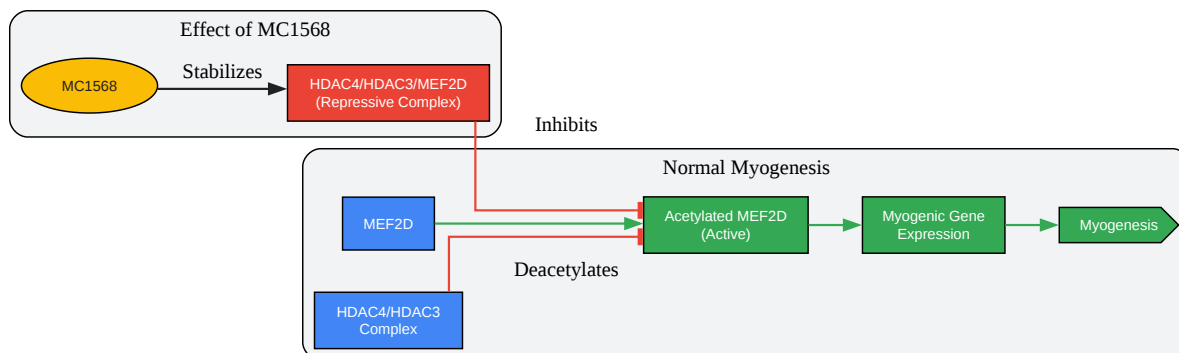 Effect of MC1568
MC1568
Stabilizes
HDAC4/HDAC3/MEF2D
(Repressive Complex)
Inhibits
Normal Myogenesis
MEF2D
Acetylated MEF2D
(Active)
Myogenic Gene
Expression
Myogenesis
Deacetylates
HDAC4/HDAC3
Complex